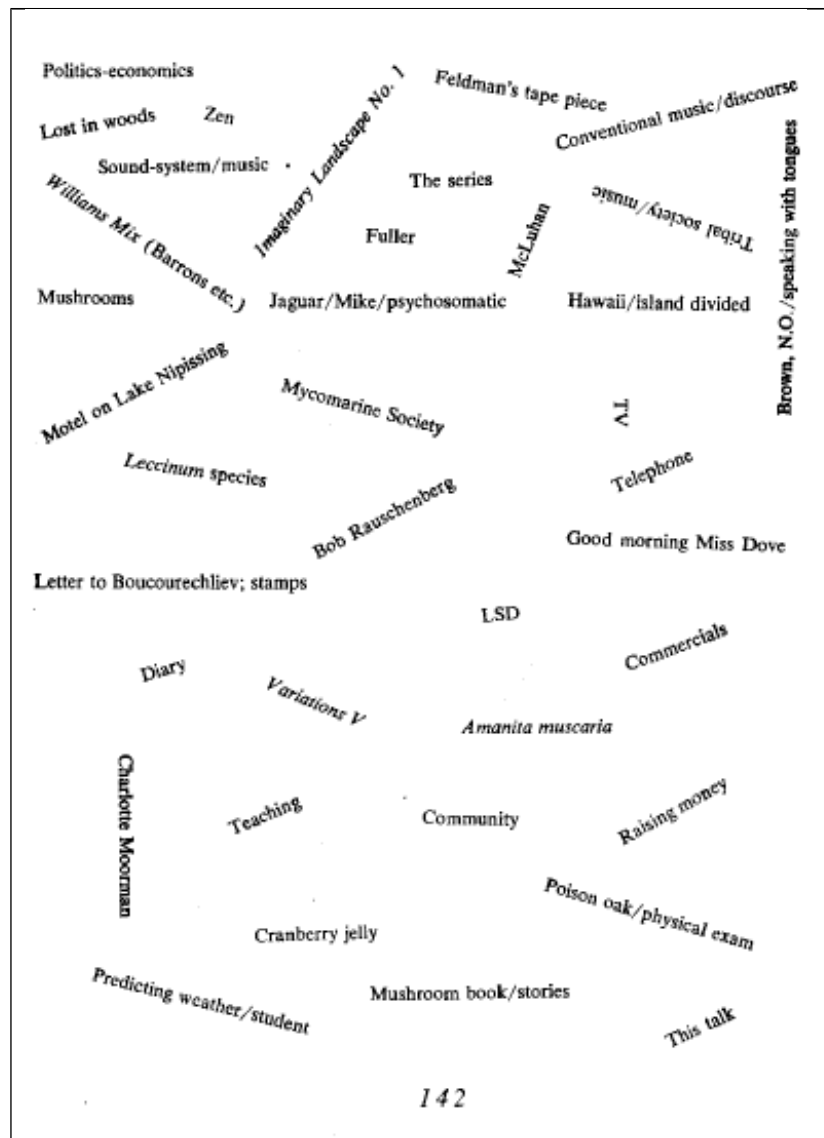 Politics-economics
Feldman's tape piece
Conventional music/discourse
Lost in woods
Zen
Imaginary Landscape No. 1
Sound-system/music
The series
Tribal society/music
Williams Mix (Barrons etc.)
Fuller
McLuhan
Brown, N.O./speaking with tongues
Mushrooms
Jaguar/Mike/psychosomatic
Hawaii/island divided
Motel on Lake Nipissing
Mycomarine Society
TV
Leccinum species
Telephone
Bob Rauschenberg
Good morning Miss Dove
Letter to Boucourechliev; stamps
LSD
Commercials
Diary
Variations V
Amanita muscaria
Charlotte Moorman
Teaching
Community
Raising money
Poison oak/physical exam
Cranberry jelly
Predicting weather/student
Mushroom book/stories
This talk
142